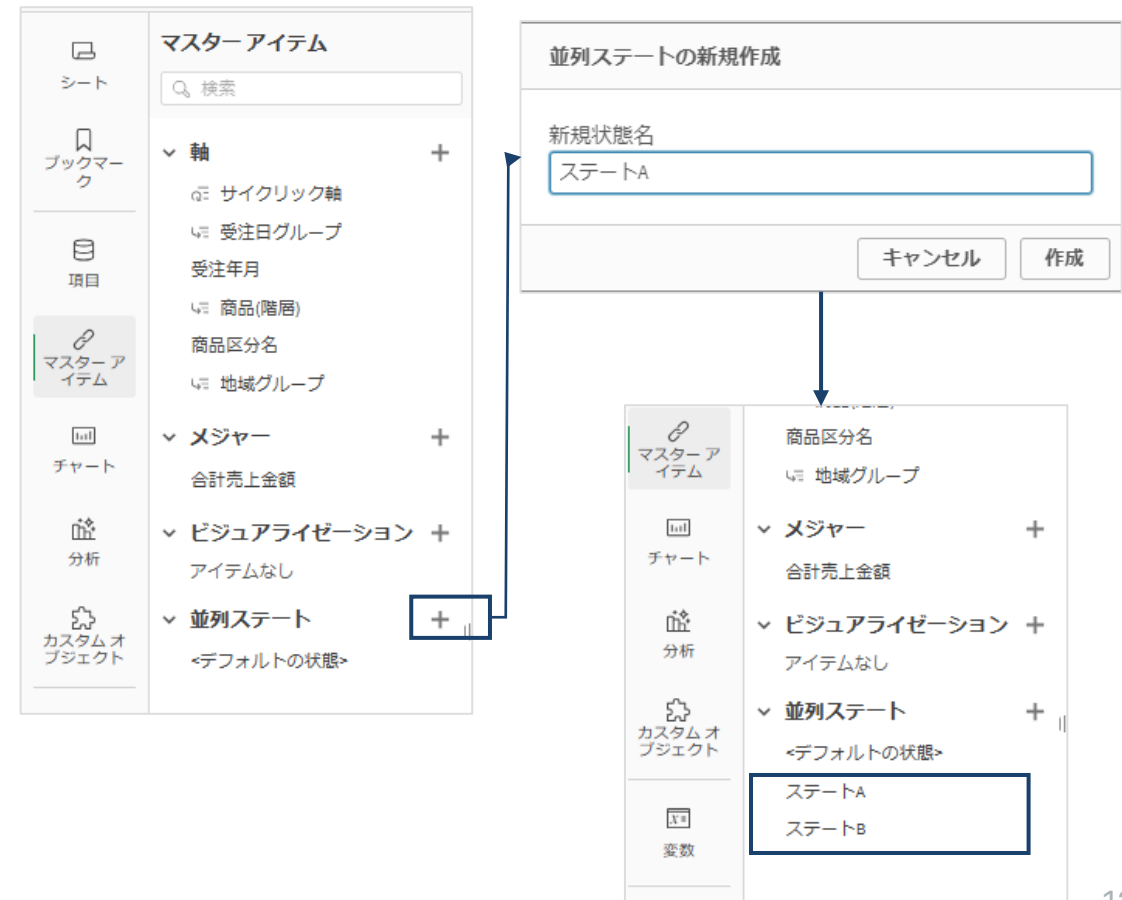 シート
ブックマー
ク
項目
マスター ア
イテム
チャート
分析
カスタム オ
ブジェクト
マスター アイテム
検索
軸
サイクリック軸
受注日グループ
受注年月
商品(階層)
商品区分名
地域グループ
メジャー
合計売上金額
ビジュアライゼーション
アイテムなし
並列ステート
<デフォルトの状態>
並列ステートの新規作成
新規状態名
ステートA
キャンセル
作成
マスター ア
イテム
チャート
分析
カスタム オ
ブジェクト
変数
商品区分名
地域グループ
メジャー
合計売上金額
ビジュアライゼーション
アイテムなし
並列ステート
<デフォルトの状態>
ステートA
ステートB